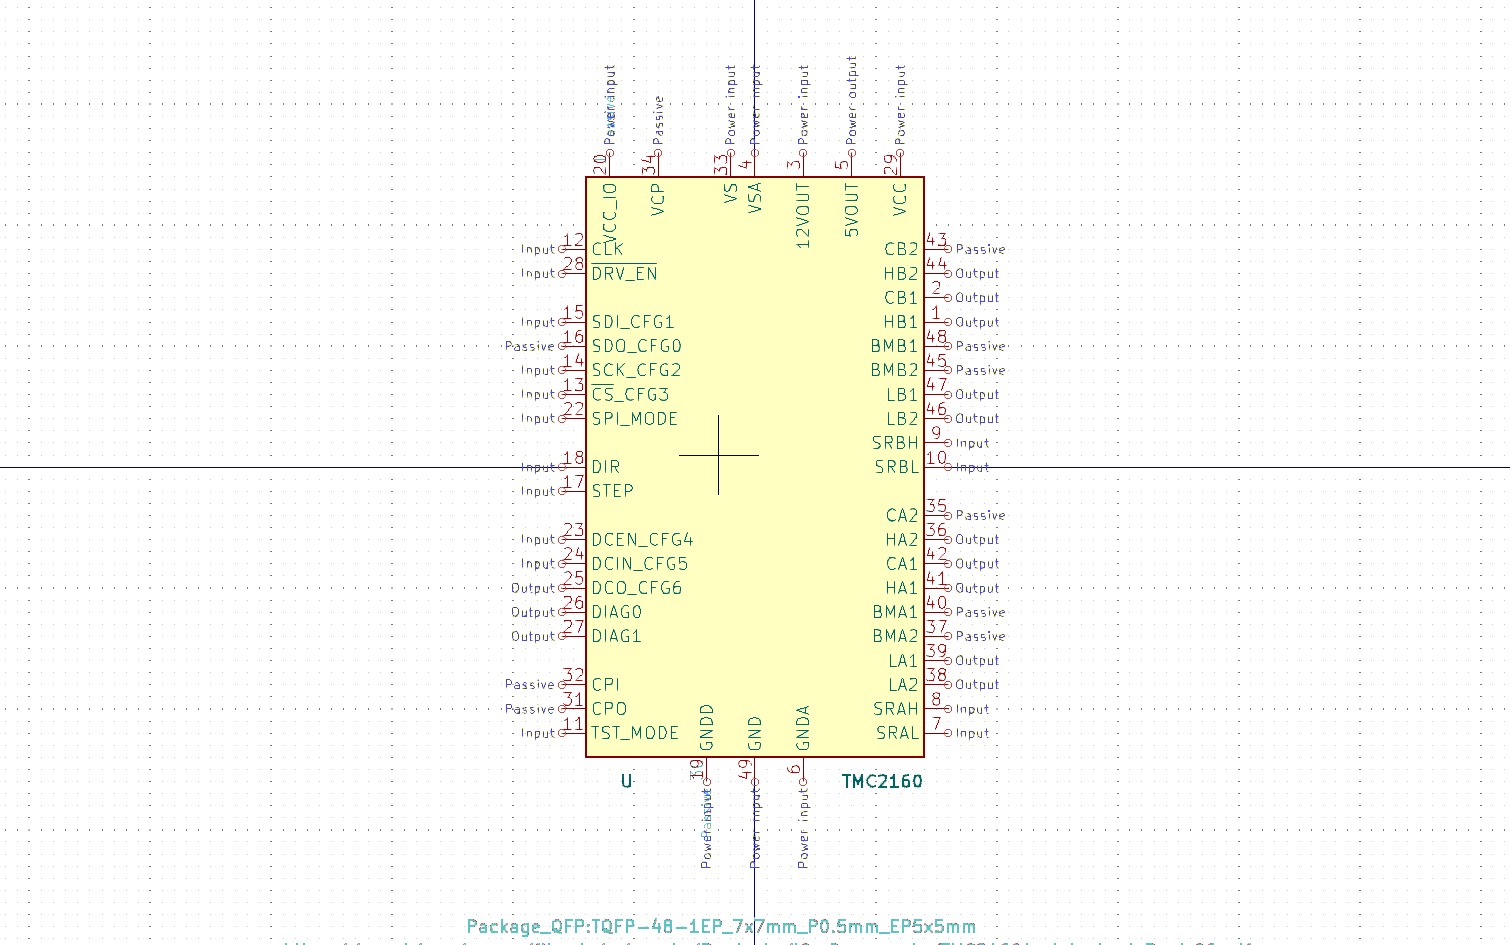 Power input
Passive
Power input
Power input
Power input
Power output
Power input
20
34
33
4
3
5
29
VCC_IO
VCP
VS
VSA
12VOUT
5VOUT
VCC
Input 12 CLK
Input 28 DRV_EN
Input 15 SDI_CFG1
Passive 16 SDO_CFG0
Input 14 SCK_CFG2
Input 13 CS_CFG3
Input 22 SPI_MODE
Input 18 DIR
Input 17 STEP
Input 23 DCEN_CFG4
Input 24 DCIN_CFG5
Output 25 DCO_CFG6
Output 26 DIAG0
Output 27 DIAG1
Passive 32 CPI
Passive 31 CPO
Input 11 TST_MODE
CB2 43 Passive
HB2 44 Output
CB1 2 Output
HB1 1 Output
BMB1 48 Passive
BMB2 45 Passive
LB1 47 Output
LB2 46 Output
SRBH 9 Input
SRBL 10 Input
CA2 35 Passive
HA2 36 Output
CA1 42 Output
HA1 41 Output
BMA1 40 Passive
BMA2 37 Passive
LA1 39 Output
LA2 38 Output
SRAH 8 Input
SRAL 7 Input
GNDD
GND
GNDA
19
49
6
Power input
Power input
Power input
U
TMC2160
Package_QFP:TQFP-48-1EP_7x7mm_P0.5mm_EP5x5mm